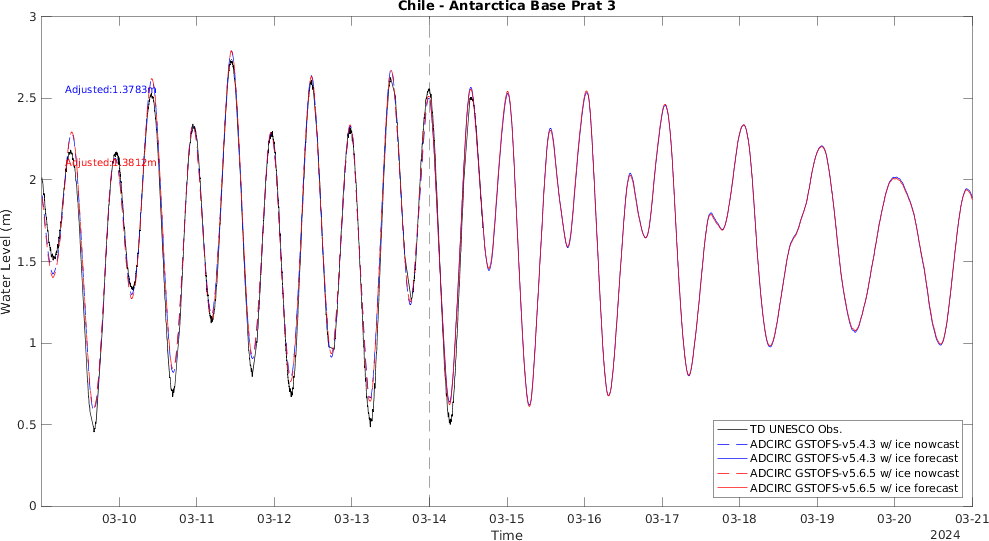 Chile - Antarctica Base Prat 3
3
2.5
2
1.5
1
0.5
0
Water Level (m)
Adjusted:1.3783m
Adjusted:1.3812m
TD UNESCO Obs.
ADCIRC GSTOFS-v5.4.3 w/ ice nowcast
ADCIRC GSTOFS-v5.4.3 w/ ice forecast
ADCIRC GSTOFS-v5.6.5 w/ ice nowcast
ADCIRC GSTOFS-v5.6.5 w/ ice forecast
03-10 03-11 03-12 03-13 03-14 03-15 03-16 03-17 03-18 03-19 03-20 03-21
Time
2024